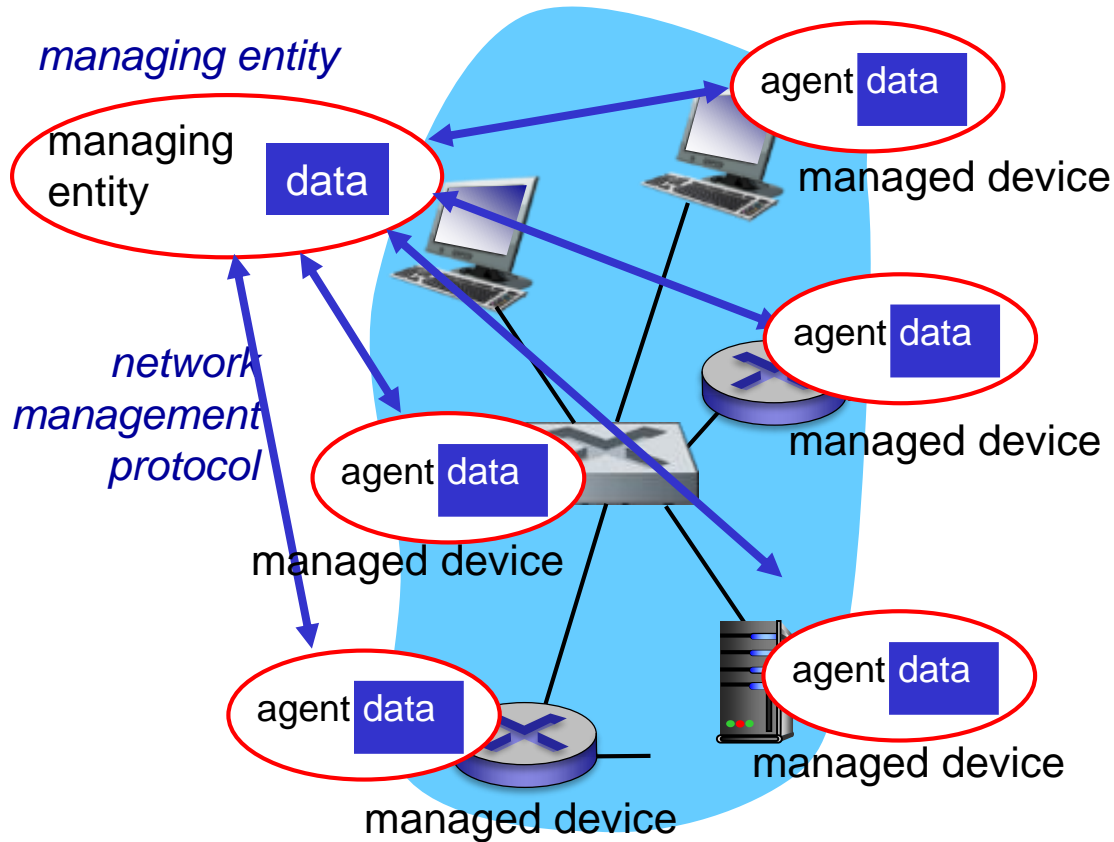 managing entity
managing
entity
data
agent data
managed device
agent data
managed device
network
management
protocol
agent data
managed device
agent data
managed device
agent data
managed device